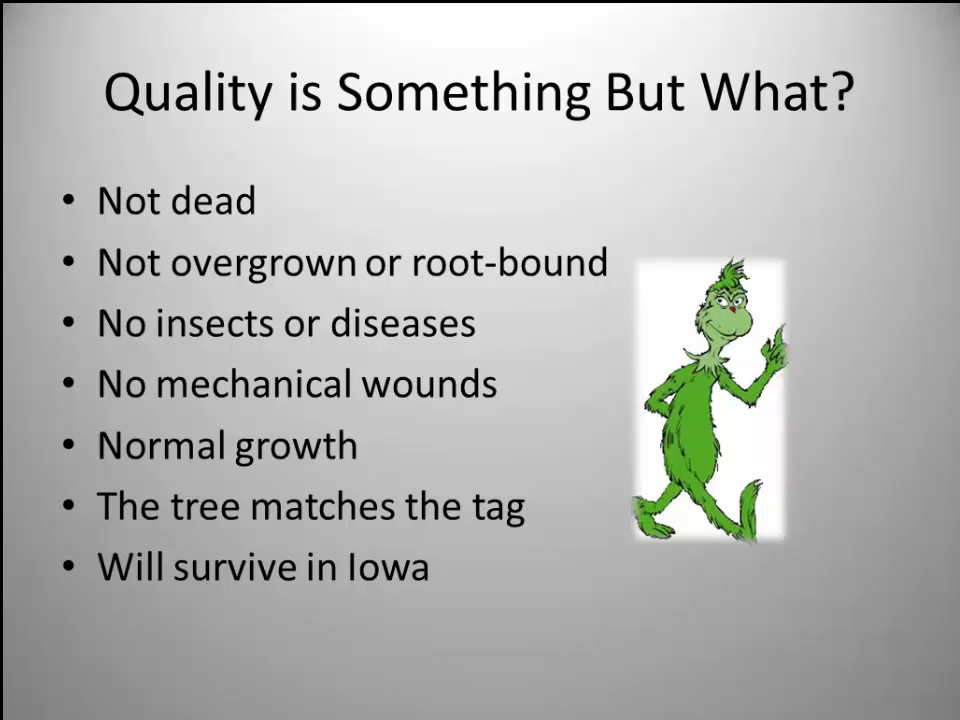 Quality is Something But What?
• Not dead
• Not overgrown or root-bound
• No insects or diseases
• No mechanical wounds
• Normal growth
• The tree matches the tag
• Will survive in Iowa